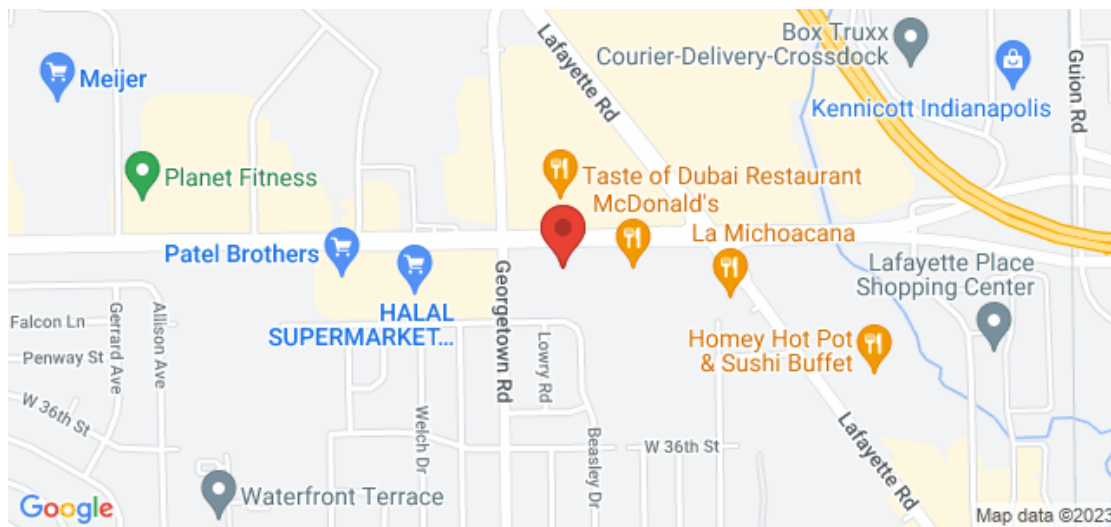 Lafayette Rd
Box Truxx
Courier-Delivery-Crossdock
Guion Rd
Meijer
Kennicott Indianapolis
Planet Fitness
Taste of Dubai Restaurant
McDonald's
La Michoacana
Patel Brothers
Lafayette Place
Shopping Center
HALAL
SUPERMARKET...
Georgetown Rd
Falcon Ln
Gerrard Ave
Allison Ave
Penway St
Lowry Rd
Homey Hot Pot
& Sushi Buffet
W 36th St
Welch Dr
Beasley Dr
W 36th St
Lafayette Rd
Waterfront Terrace
Google
Map data ©2023